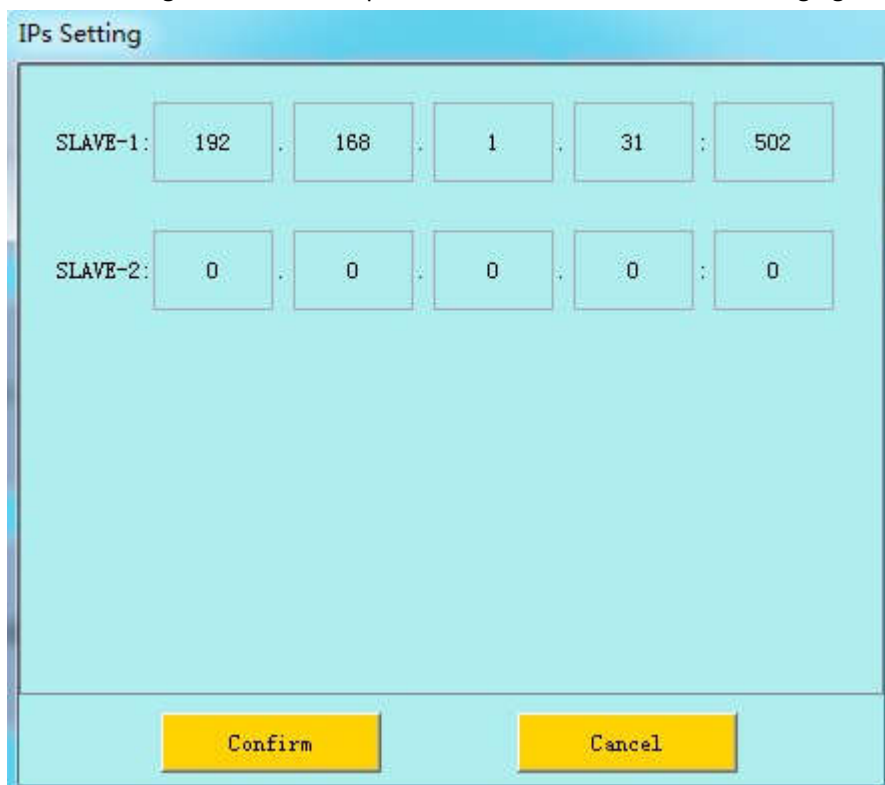 IPs Setting
SLAVE-1: 192 . 168 . 1 . 31 : 502
SLAVE-2: 0 . 0 . 0 . 0 : 0
Confirm Cancel